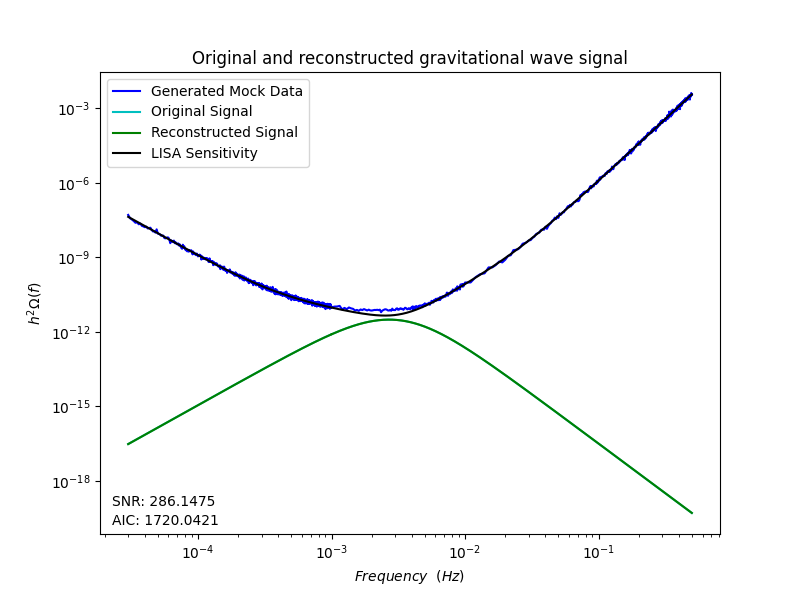 Original and reconstructed gravitational wave signal
Generated Mock Data
Original Signal
Reconstructed Signal
LISA Sensitivity
10⁻³
10⁻⁶
10⁻⁹
10⁻¹²
10⁻¹⁵
10⁻¹⁸
h²Ω(f)
SNR: 286.1475
AIC: 1720.0421
10⁻⁴ 10⁻³ 10⁻² 10⁻¹
Frequency (Hz)